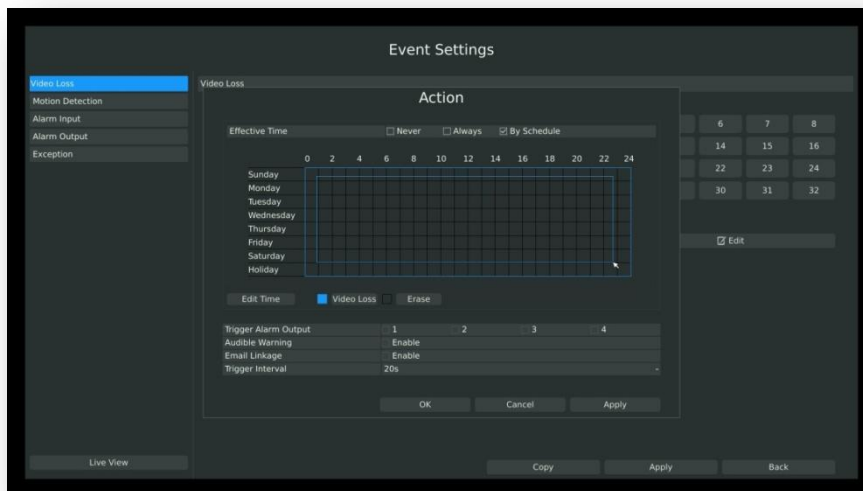 Event Settings
Video Loss
Motion Detection
Alarm Input
Alarm Output
Exception
Live View
Video Loss
Action
Effective Time Never Always By Schedule
0 2 4 6 8 10 12 14 16 18 20 22 24
Sunday
Monday
Tuesday
Wednesday
Thursday
Friday
Saturday
Holiday
Edit Time Video Loss Erase
Trigger Alarm Output 1 2 3 4
Audible Warning Enable
Email Linkage Enable
Trigger Interval 20s
OK Cancel Apply
6 7 8
14 15 16
22 23 24
30 31 32
Edit
Copy Apply Back